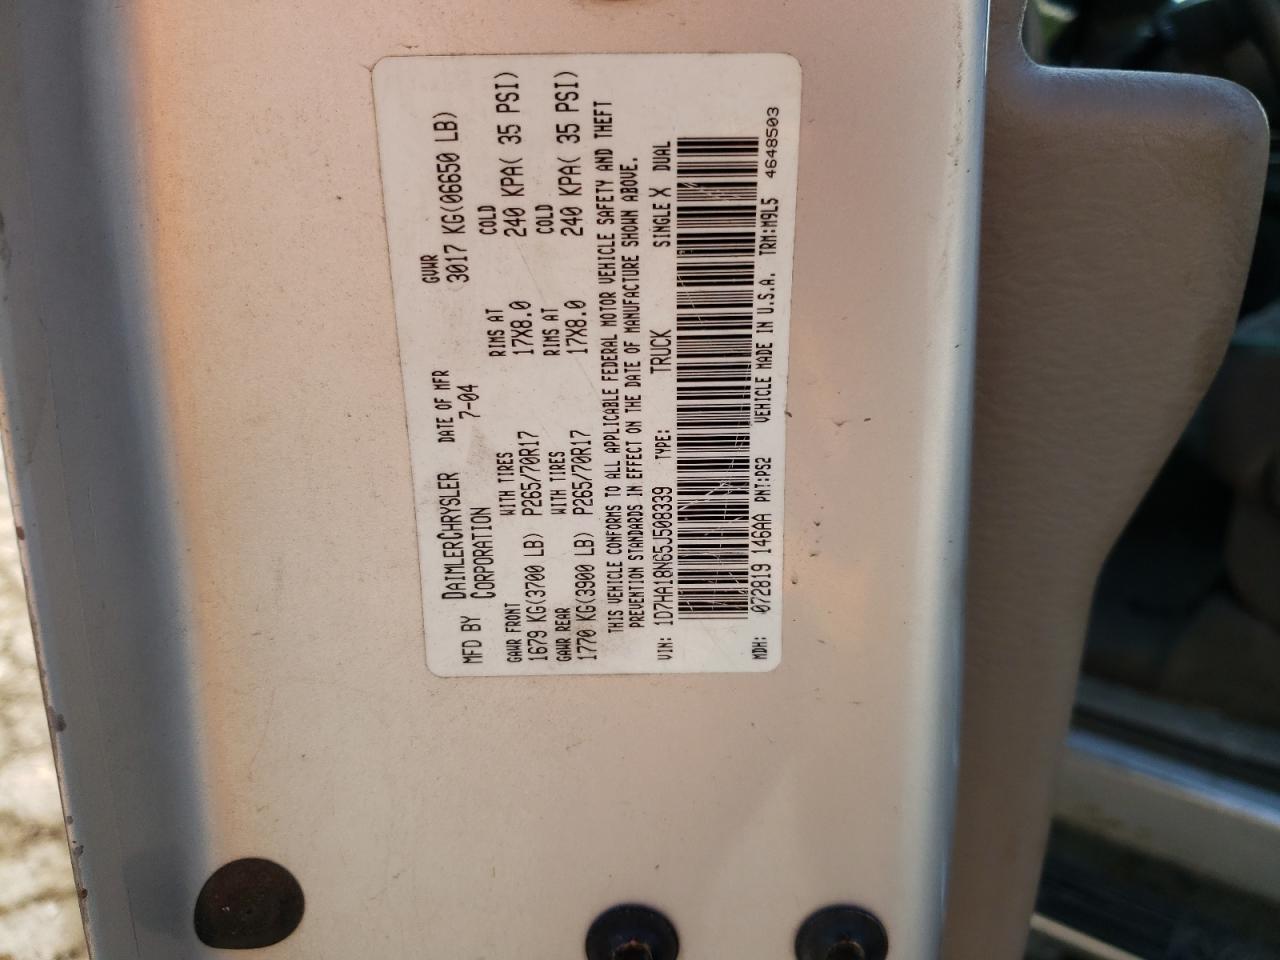 MFD BY DAIMLERCHRYSLER CORPORATION DATE OF MFR 7-04 GVWR 3017 KG(06650 LB)
GAWR FRONT WITH TIRES RIMS AT COLD
1679 KG(3700 LB) P265/70R17 17X8.0 240 KPA( 35 PSI)
GAWR REAR WITH TIRES RIMS AT COLD
1770 KG(3900 LB) P265/70R17 17X8.0 240 KPA( 35 PSI)
THIS VEHICLE CONFORMS TO ALL APPLICABLE FEDERAL MOTOR VEHICLE SAFETY AND THEFT
PREVENTION STANDARDS IN EFFECT ON THE DATE OF MANUFACTURE SHOWN ABOVE.
VIN: 1D7HA18N65J508339 TYPE: TRUCK SINGLE X DUAL
MDH: 072819 146AA PNT:PS2 VEHICLE MADE IN U.S.A. TRM:M9L5 4648503